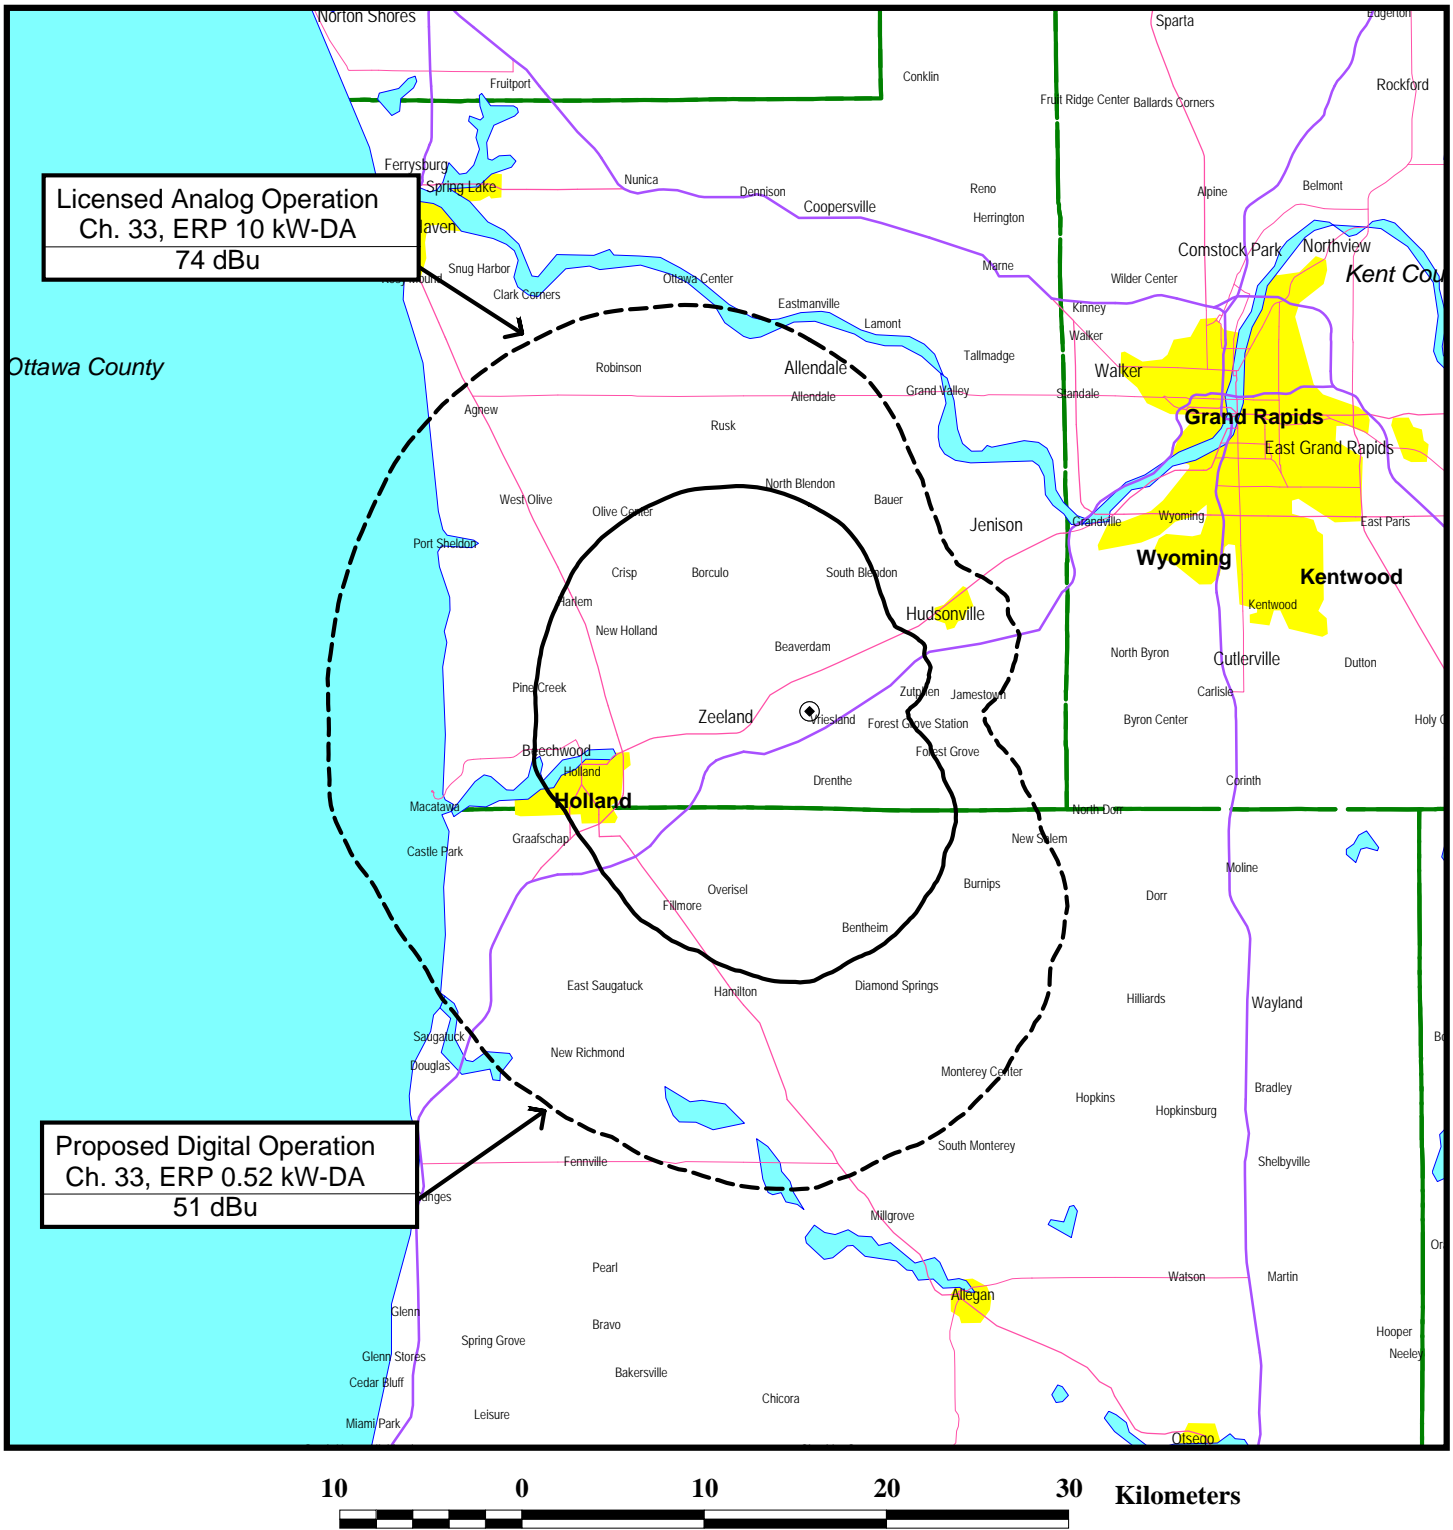 Norton Shores
Sparta
Edgerton
Conklin
Fruitport
Rockford
Fruit Ridge Center
Ballards Corners
Ferrysburg
Nunica
Spring Lake
Dennison
Reno
Alpine
Belmont
Coopersville
Herrington
Licensed Analog Operation
Ch. 33, ERP 10 kW-DA
74 dBu
Haven
Comstock Park
Northview
Snug Harbor
Marne
Kent Cou
Ottawa Center
Wilder Center
Clark Corners
Eastmanville
Kinney
Lamont
Walker
Tallmadge
Ottawa County
Robinson
Allendale
Walker
Grand Valley
Standale
Allendale
Agnew
Grand Rapids
Rusk
East Grand Rapids
North Blendon
West Olive
Bauer
Olive Center
Jenison
Wyoming
Grandville
East Paris
Port Sheldon
Wyoming
Crisp
Borculo
South Blendon
Kentwood
Harlem
Kentwood
Hudsonville
New Holland
Beaverdam
North Byron
Cutlerville
Dutton
Pine Creek
Zutphen
Jamestown
Carlisle
Zeeland
Vriesland
Forest Grove Station
Byron Center
Holy C
Beechwood
Forest Grove
Holland
Drenthe
Corinth
Holland
Macatawa
North Dorr
Graafschap
New Salem
Castle Park
Moline
Overisel
Burnips
Dorr
Fillmore
Bentheim
East Saugatuck
Hamilton
Diamond Springs
Hilliards
Wayland
Saugatuck
New Richmond
Douglas
Monterey Center
Bradley
Hopkins
Hopkinsburg
Proposed Digital Operation
Ch. 33, ERP 0.52 kW-DA
51 dBu
South Monterey
Fennville
Shelbyville
anges
Millgrove
Pearl
Watson
Martin
Allegan
Glenn
Bravo
Hooper
Spring Grove
Glenn Stores
Neeley
Bakersville
Cedar Bluff
Chicora
Leisure
Miami Park
Otsego
10 0 10 20 30 Kilometers